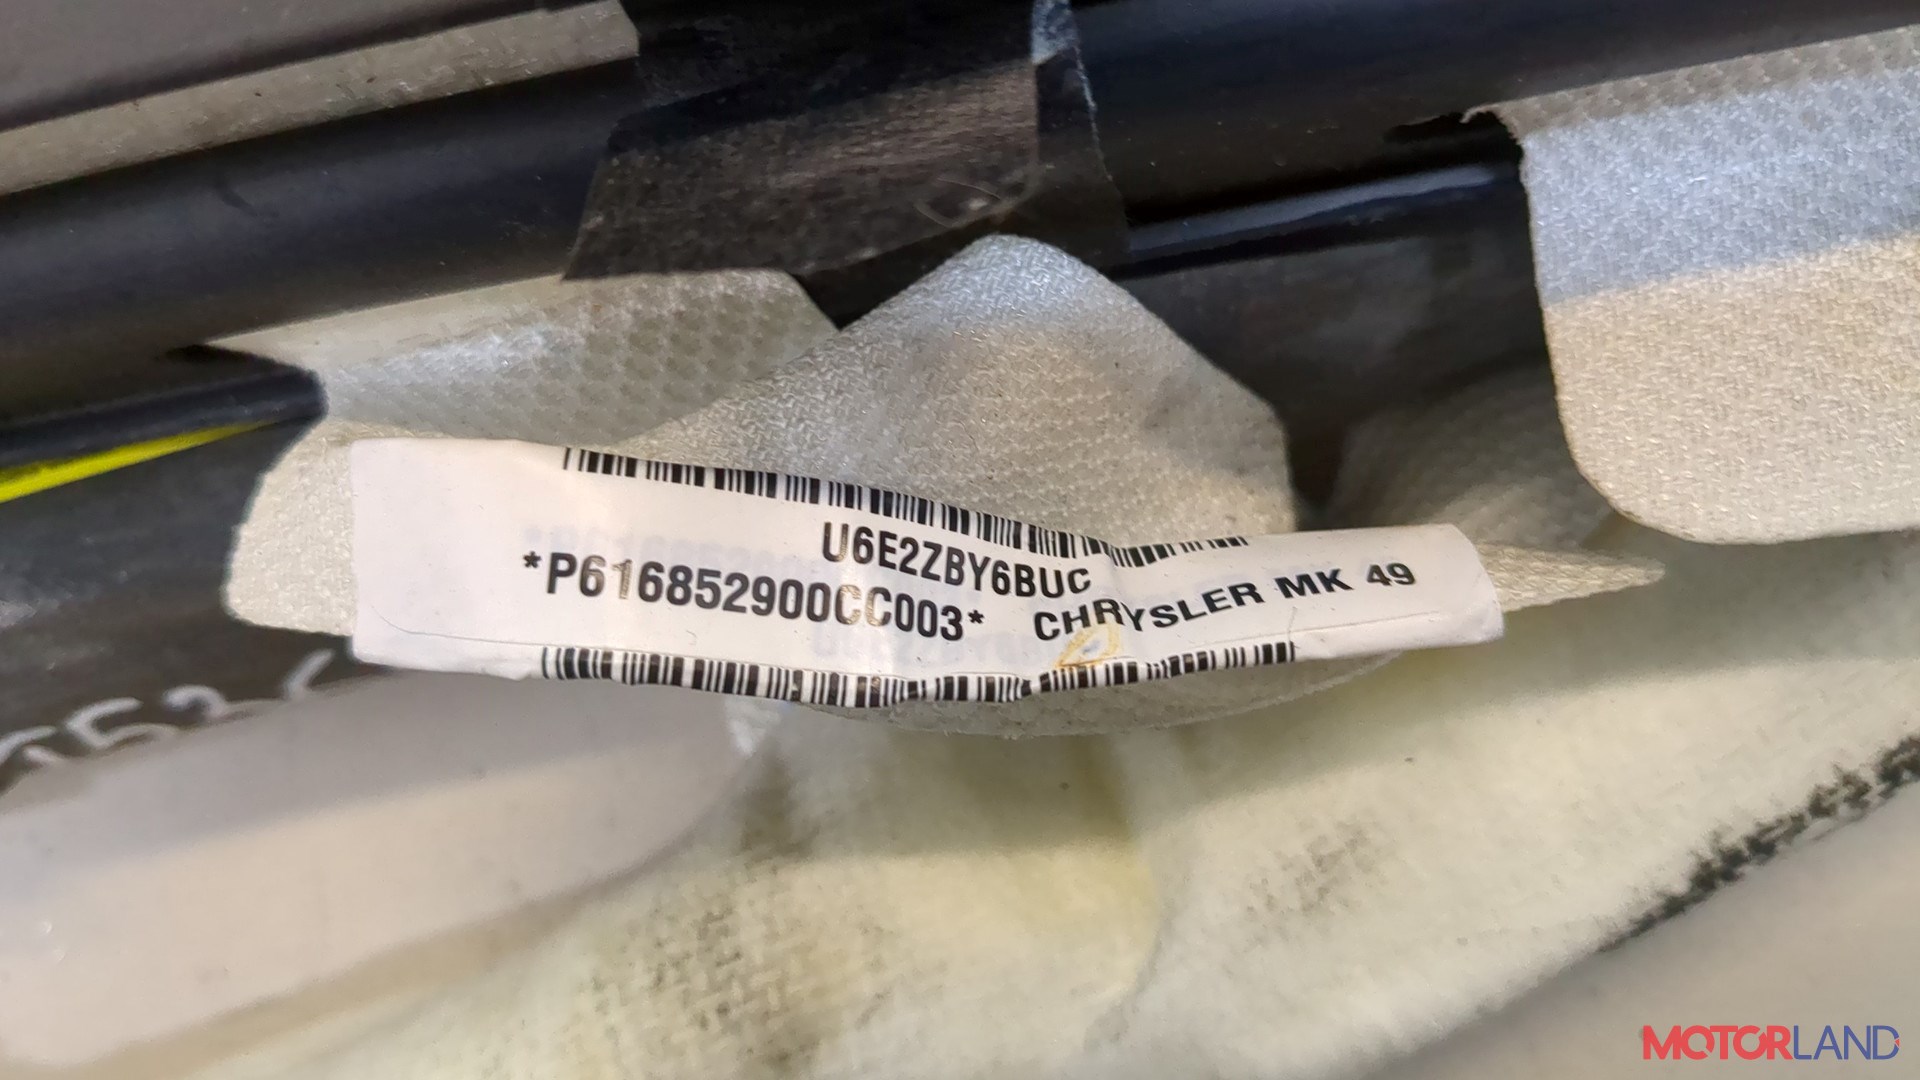 U6E2ZBY6BUC
*P616852900CC003* CHRYSLER MK 49
MOTORLAND